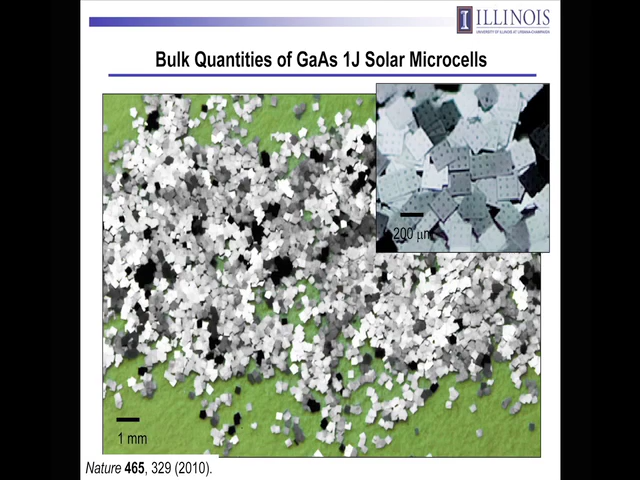 ILLINOIS
UNIVERSITY OF ILLINOIS AT URBANA-CHAMPAIGN
Bulk Quantities of GaAs 1J Solar Microcells
200 μm
1 mm
Nature 465, 329 (2010).